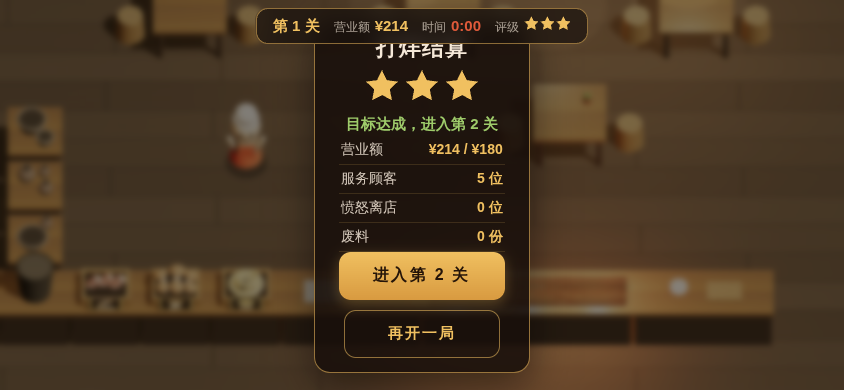 第 1 关 营业额 ¥214 时间 0:00 评级
打烊结算
目标达成，进入第 2 关
营业额 ¥214 / ¥180
服务顾客 5 位
愤怒离店 0 位
废料 0 份
进入第 2 关
再开一局